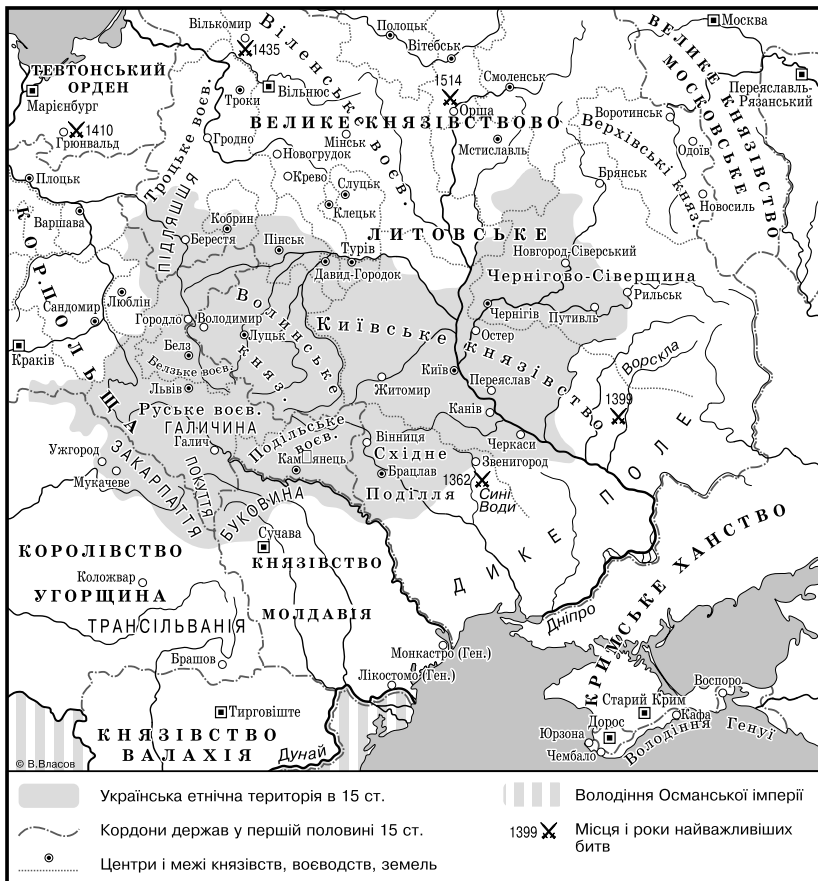 Вількомир
1435
Віленське воєв.
Полоцьк
Вітебськ
Москва
ТЕВТОНСЬКИЙ
ОРДЕН
Марієнбург
1410
Грюнвальд
Троки
Вільнюс
1514
Орша
Смоленськ
ВЕЛИКЕ КНЯЗІВСТВО
МОСКОВСЬКЕ
Переяславль-
Рязанський
Воротинськ
Верхівські княз.
Одоїв
Новосиль
ВЕЛИКЕ КНЯЗІВСТВОВО
ЛИТОВСЬКЕ
Троцьке воєв.
Гродно
Мінськ
Новогрудок
Мстиславль
Брянськ
Крево
Слуцьк
Клецьк
Плоцьк
Варшава
КОР. ПОЛЬЩА
ПІДЛЯШШЯ
Кобрин
Берестя
Пінськ
Турів
Давид-Городок
Новгород-Сіверський
Чернігово-Сіверщина
Рильськ
Путивль
Чернігів
Остер
Сандомир
Люблін
Городло
Володимир
Волинське
княз.
Луцьк
Київське князівство
Белз
Белзьке воєв.
Краків
Львів
Київ
Житомир
Переяслав
Ворскла
1399
Канів
Черкаси
Руське воєв.
ГАЛИЧИНА
Галич
Подільське
воєв.
Кам□янець
Вінниця
Східне
Поділля
Брацлав
Звенигород
1362
Сині
Води
Ужгород
Мукачеве
ЗАКАРПАТТЯ
ПОКУТТЯ
БУКОВИНА
Сучава
ДИКЕ ПОЛЕ
КОРОЛІВСТВО
УГОРЩИНА
Коложвар
ТРАНСІЛЬВАНІЯ
Брашов
КНЯЗІВСТВО
МОЛДАВІЯ
Монкастро (Ген.)
Лікостомо (Ген.)
Дніпро
КРИМСЬКЕ ХАНСТВО
Воспоро
Старий Крим
Кафа
Дорос
Юрзона
Чембало
Володіння Генуї
Тирговіште
КНЯЗІВСТВО
ВАЛАХІЯ
Дунай
© В.Власов
Українська етнічна територія в 15 ст.
Володіння Османської імперії
Кордони держав у першій половині 15 ст.
1399
Місця і роки найважливіших
битв
Центри і межі князівств, воєводств, земель